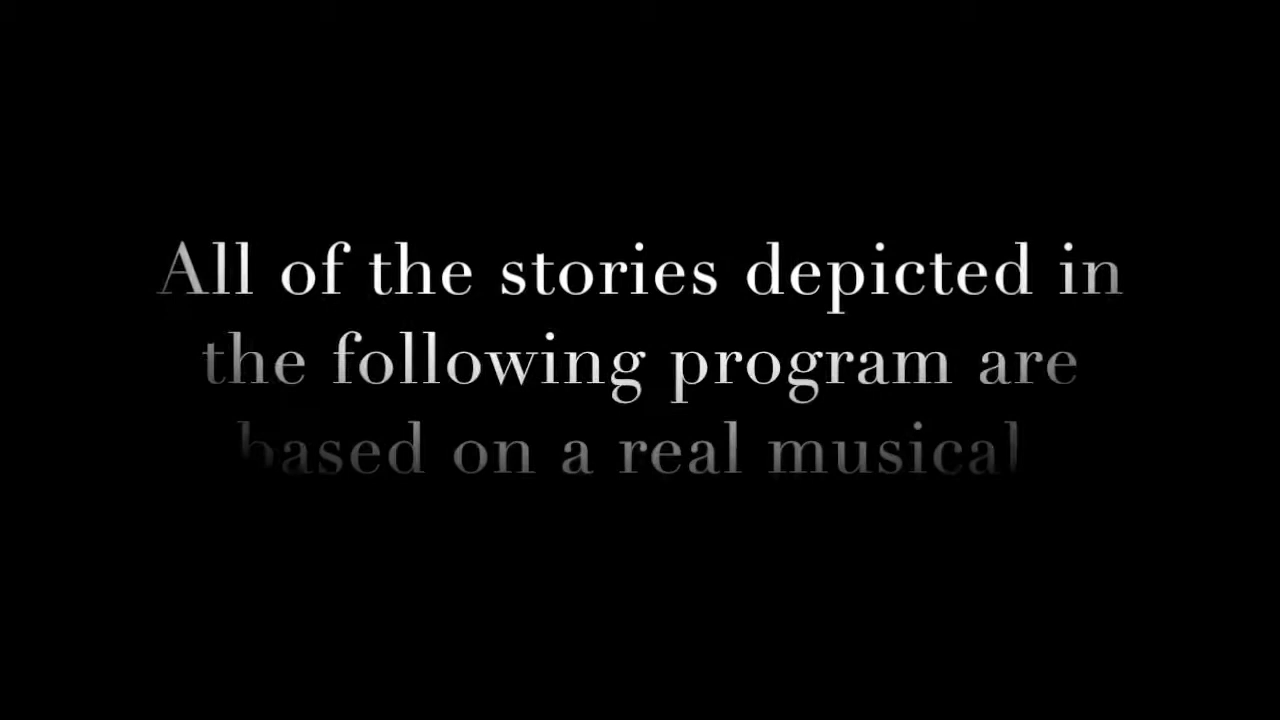 All of the stories depicted in
the following program are
based on a real musical